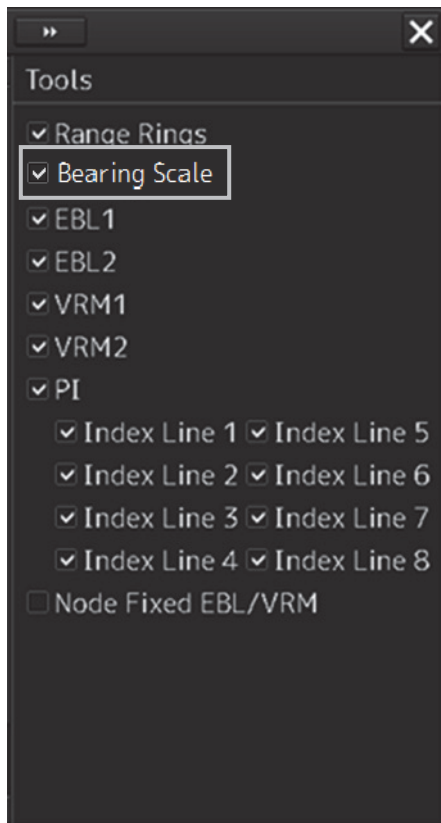 Tools
Range Rings
Bearing Scale
EBL1
EBL2
VRM1
VRM2
PI
Index Line 1 Index Line 5
Index Line 2 Index Line 6
Index Line 3 Index Line 7
Index Line 4 Index Line 8
Node Fixed EBL/VRM